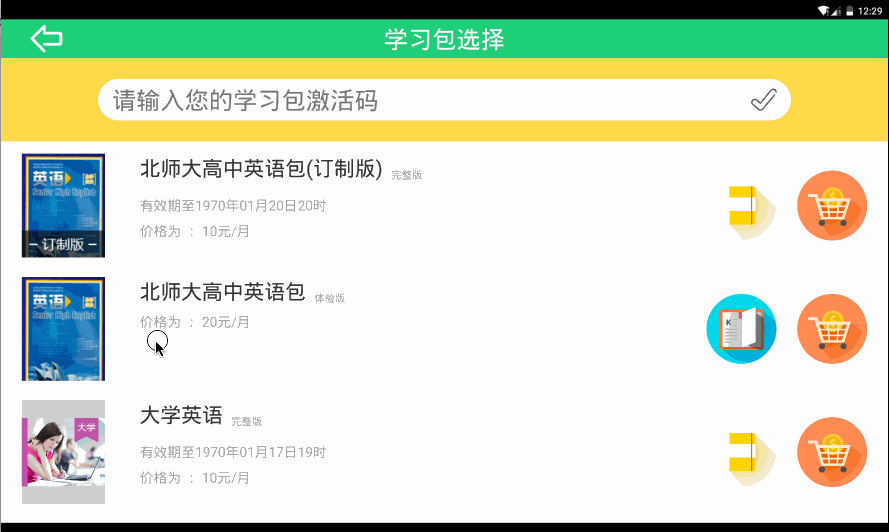 12:29
学习包选择
请输入您的学习包激活码
北师大高中英语包(订制版) 完整版
有效期至1970年01月20日20时
价格为 : 10元/月
英语
Senior High English
– 订制版 –
北师大高中英语包 体验版
价格为 : 20元/月
英语
Senior High English
K
大学英语 完整版
有效期至1970年01月17日19时
价格为 : 10元/月
大学